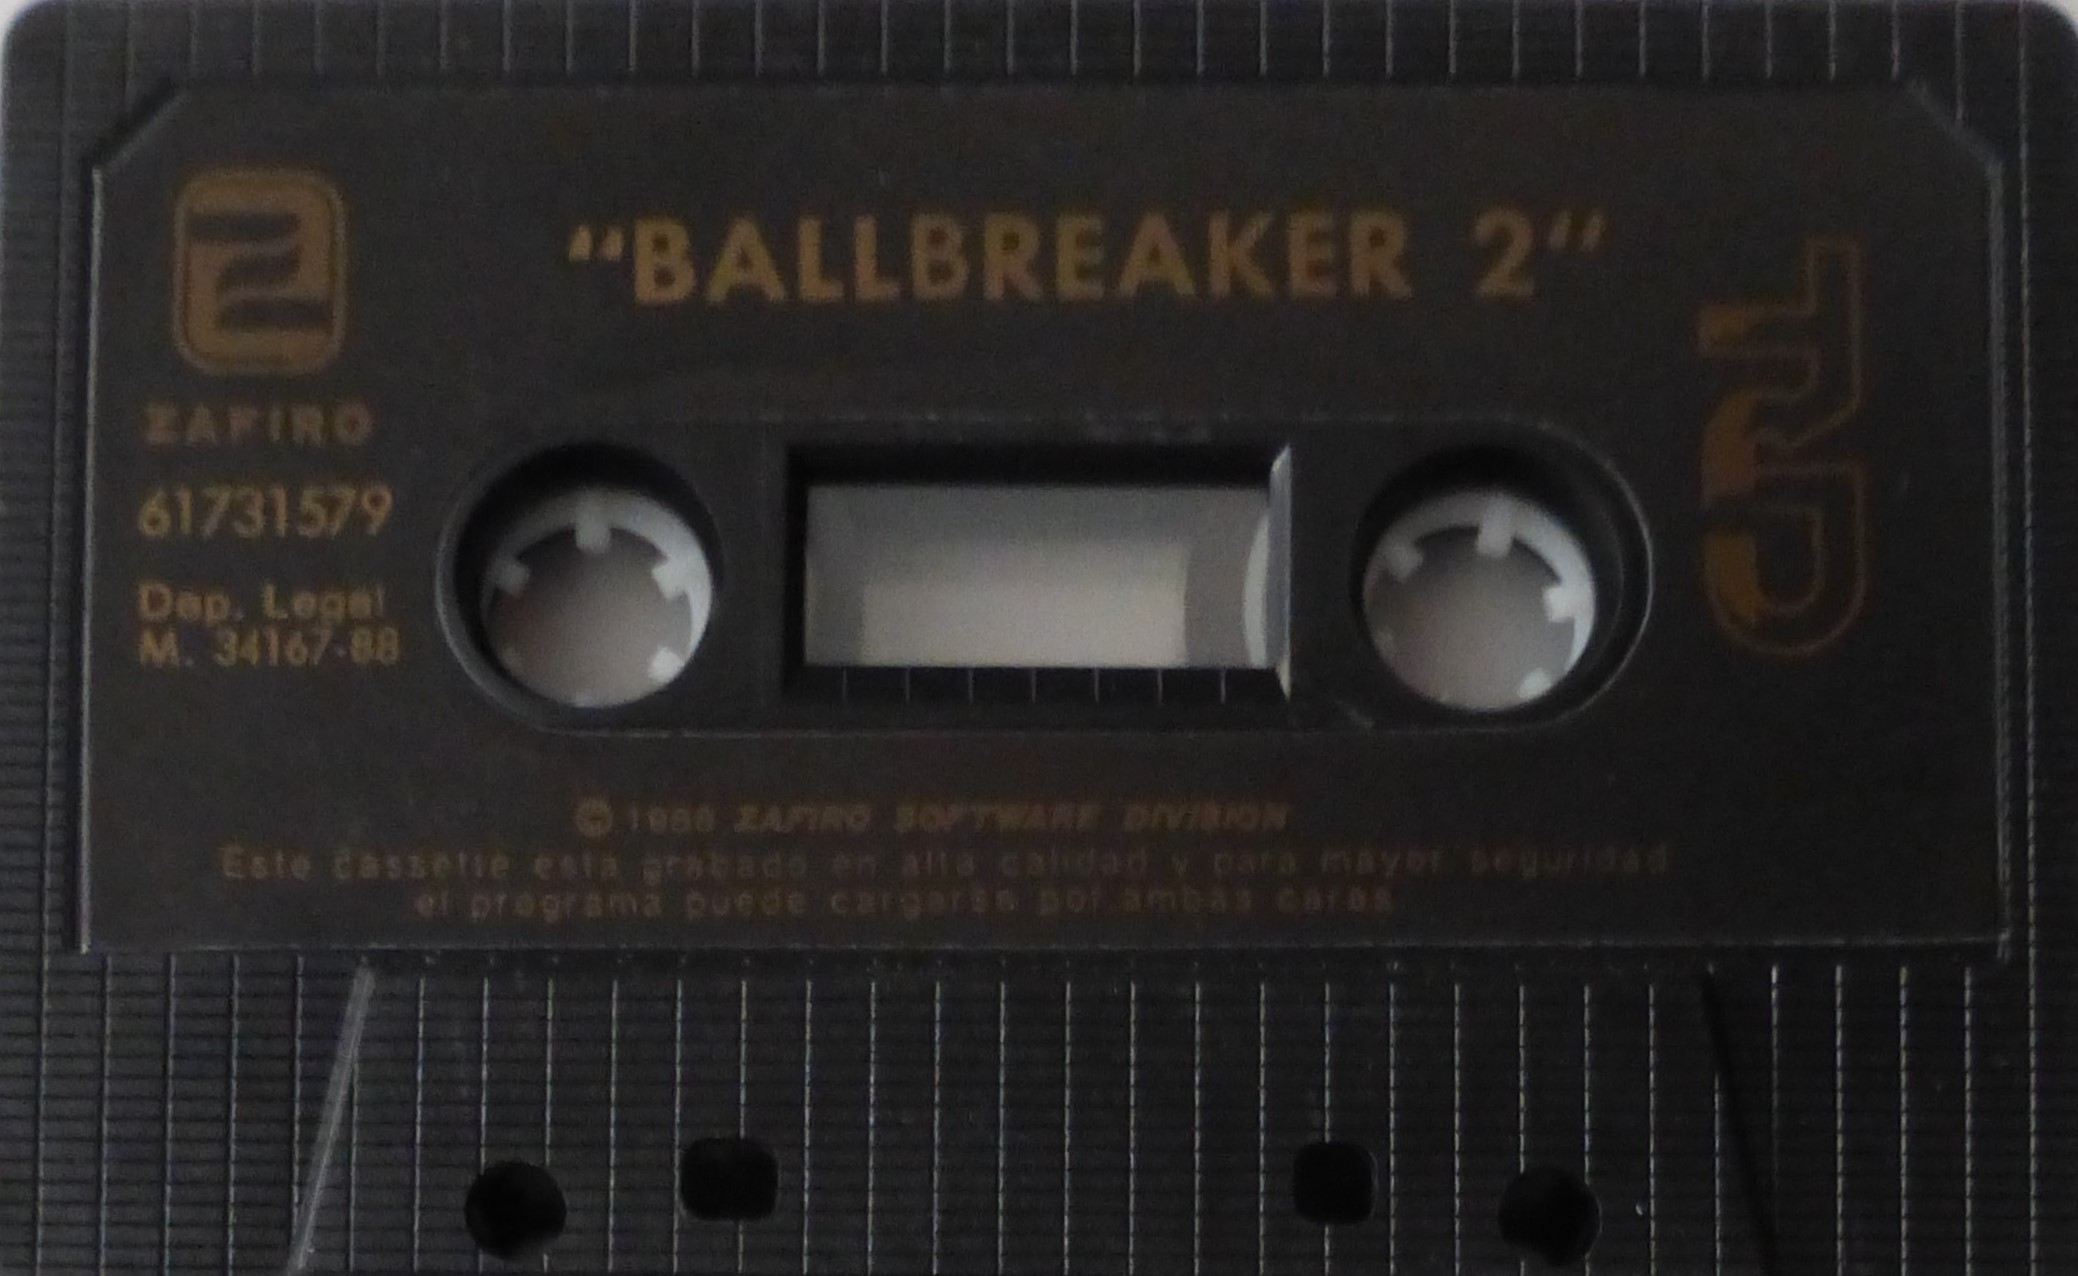 "BALLBREAKER 2"
ZAFIRO
61731579
Dep. Legal
M. 34167-88
CRL
© 1988 ZAFIRO SOFTWARE DIVISION
Este cassette está grabado en alta calidad y para mayor seguridad
el programa puede cargarse por ambas caras